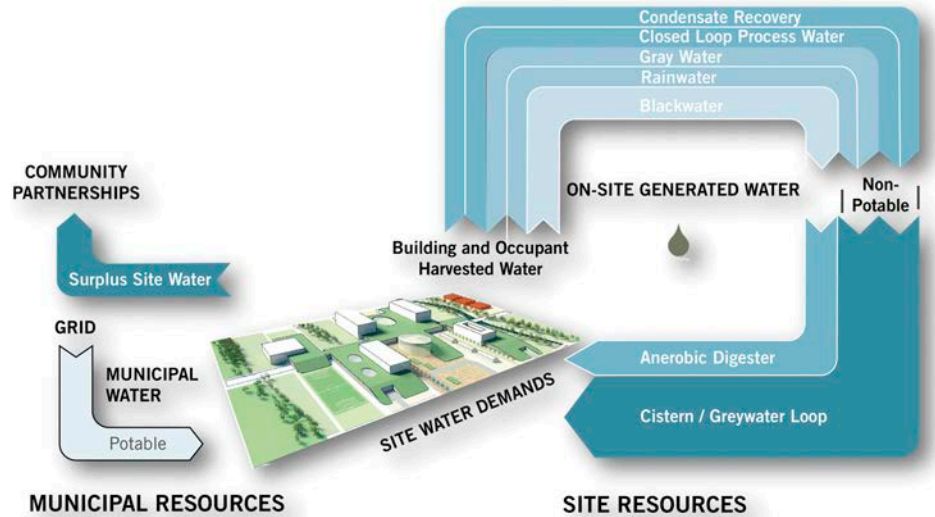 Condensate Recovery
Closed Loop Process Water
Gray Water
Rainwater
Blackwater
COMMUNITY
PARTNERSHIPS
ON-SITE GENERATED WATER
Non-
Potable
Building and Occupant
Harvested Water
Surplus Site Water
GRID
MUNICIPAL
WATER
Potable
SITE WATER DEMANDS
Anerobic Digester
Cistern / Greywater Loop
MUNICIPAL RESOURCES
SITE RESOURCES